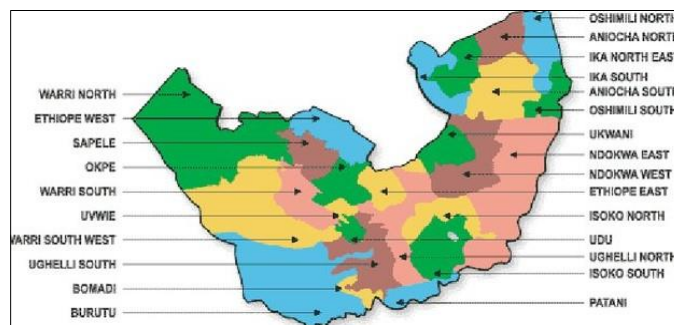 OSHIMILI NORTH
ANIOCHA NORTH
IKA NORTH EAST
IKA SOUTH
ANIOCHA SOUTH
OSHIMILI SOUTH
UKWANI
NDOKWA EAST
NDOKWA WEST
ETHIOPE EAST
ISOKO NORTH
UDU
UGHELLI NORTH
ISOKO SOUTH
PATANI
WARRI NORTH
ETHIOPE WEST
SAPELE
OKPE
WARRI SOUTH
UVWIE
WARRI SOUTH WEST
UGHELLI SOUTH
BOMADI
BURUTU